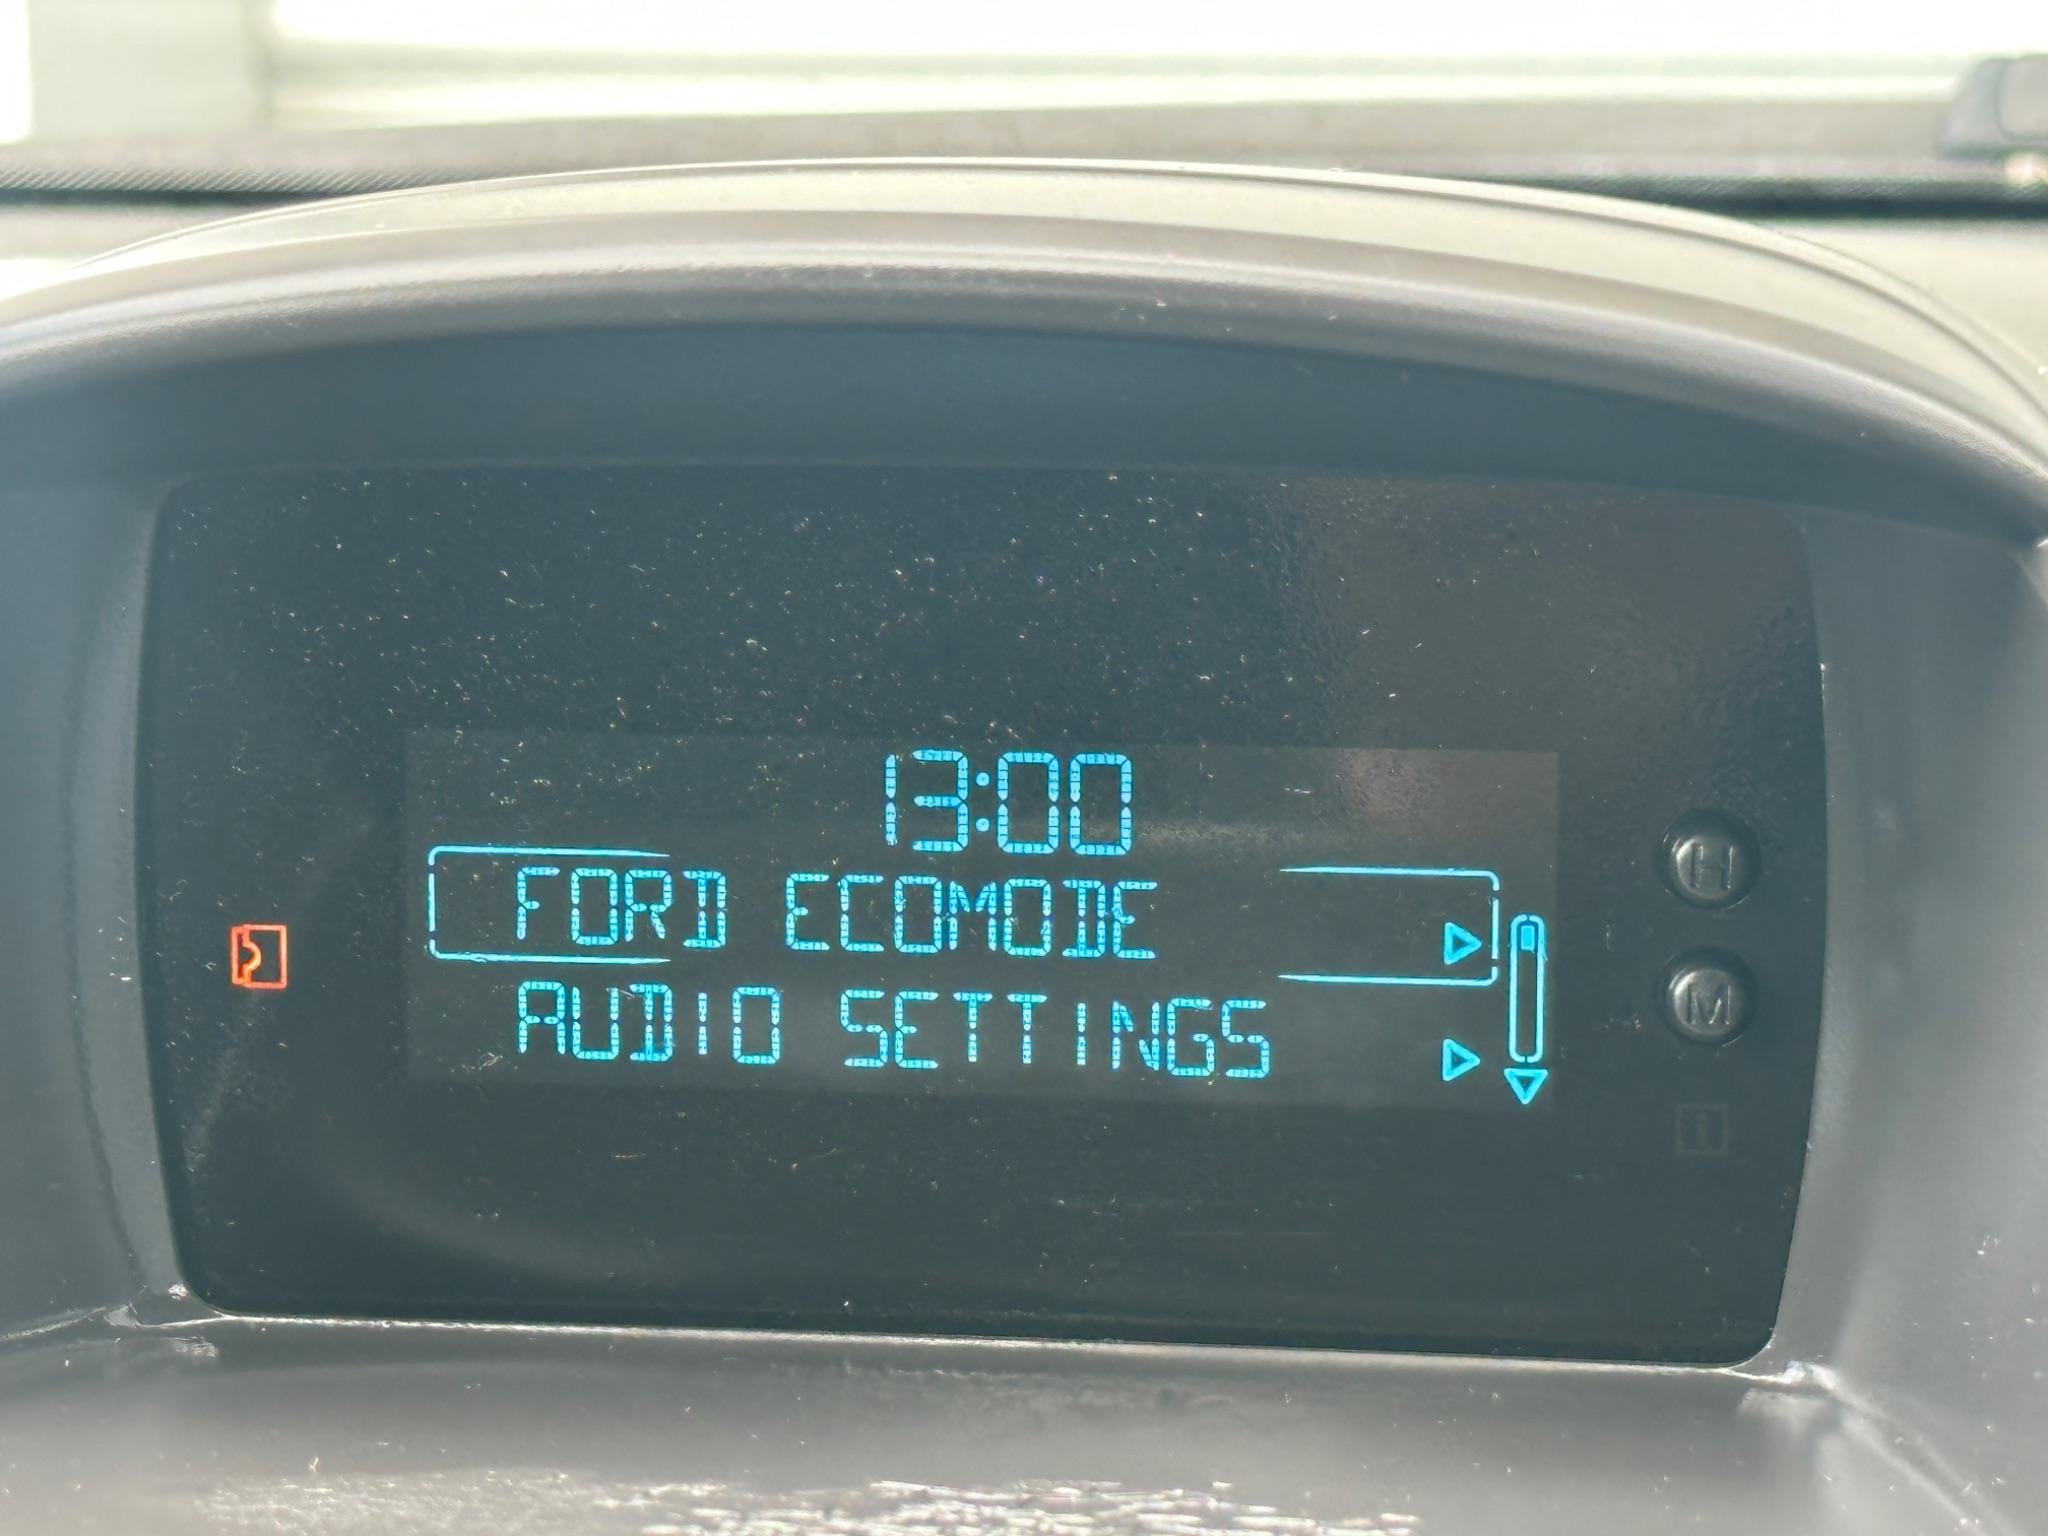 13:00
FORD ECOMODE
AUDIO SETTINGS
H
M
i